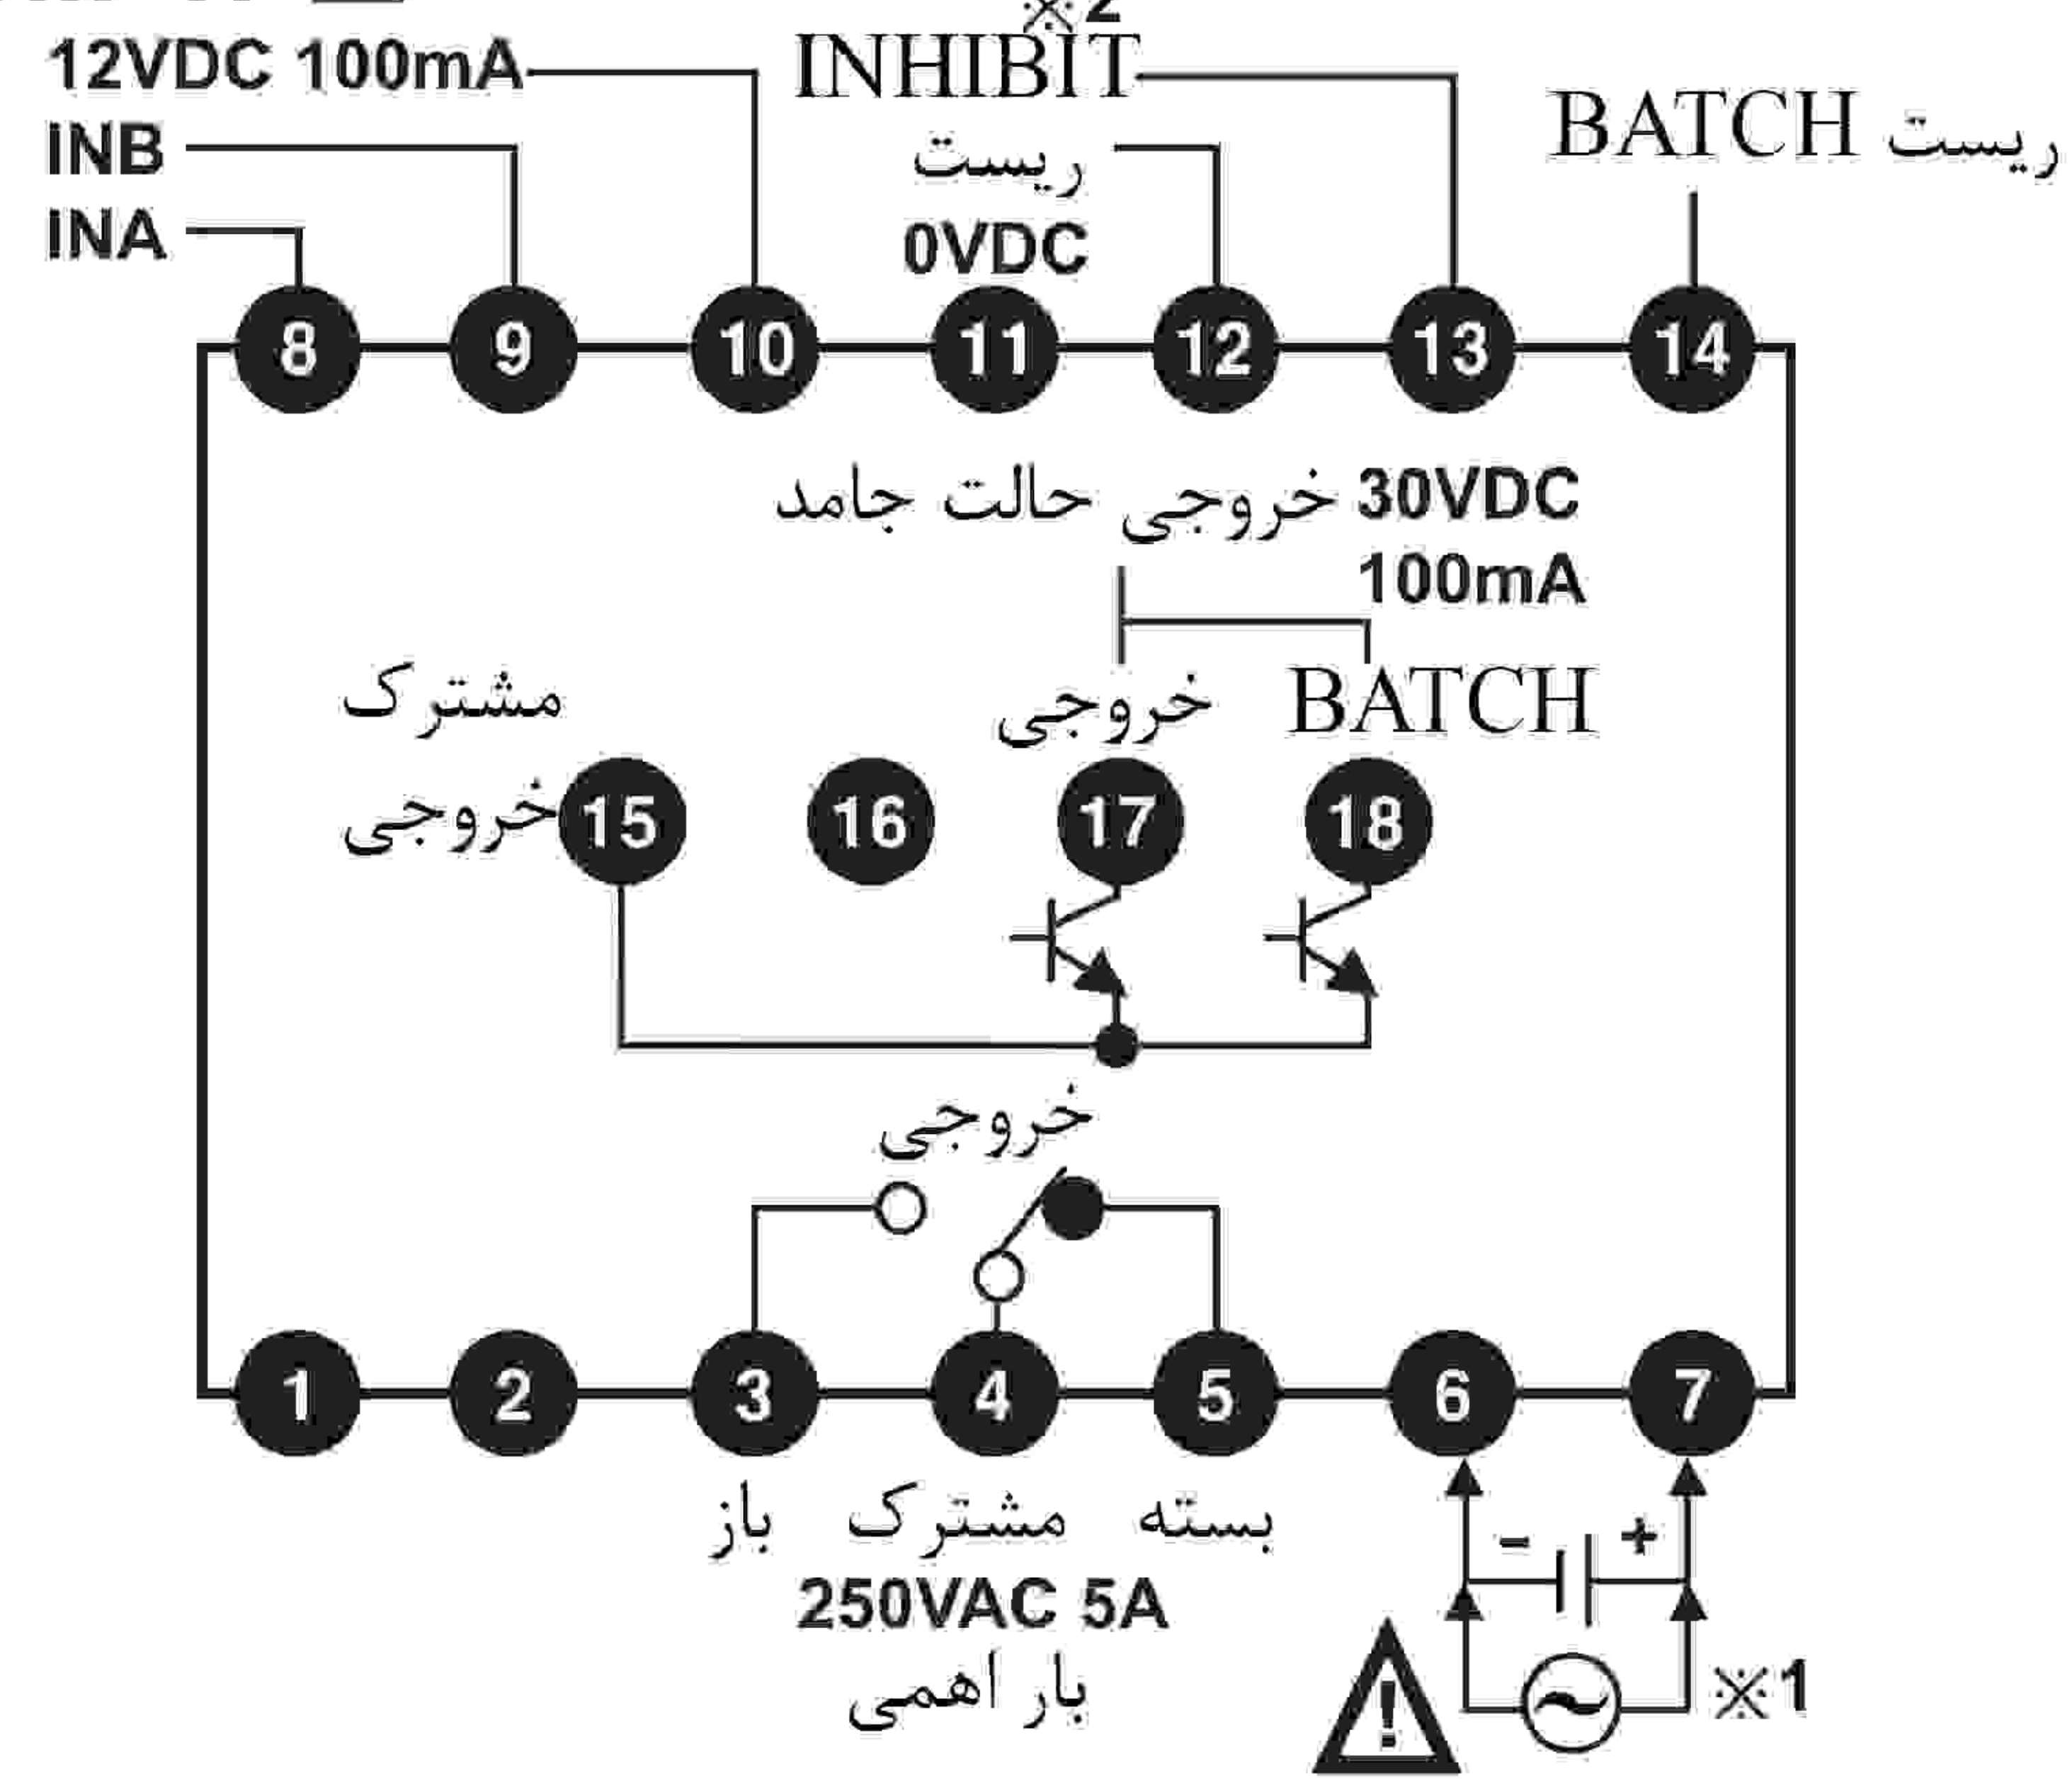 ※2
12VDC 100mA
INHIBIT
INB
ریست
BATCH ریست
INA
0VDC
8 9 10 11 12 13 14
خروجی حالت جامد 30VDC
100mA
مشترک
خروجی
BATCH
خروجی
15 16 17 18
خروجی
1 2 3 4 5 6 7
باز مشترک بسته
- +
250VAC 5A
بار اهمی
!
※1